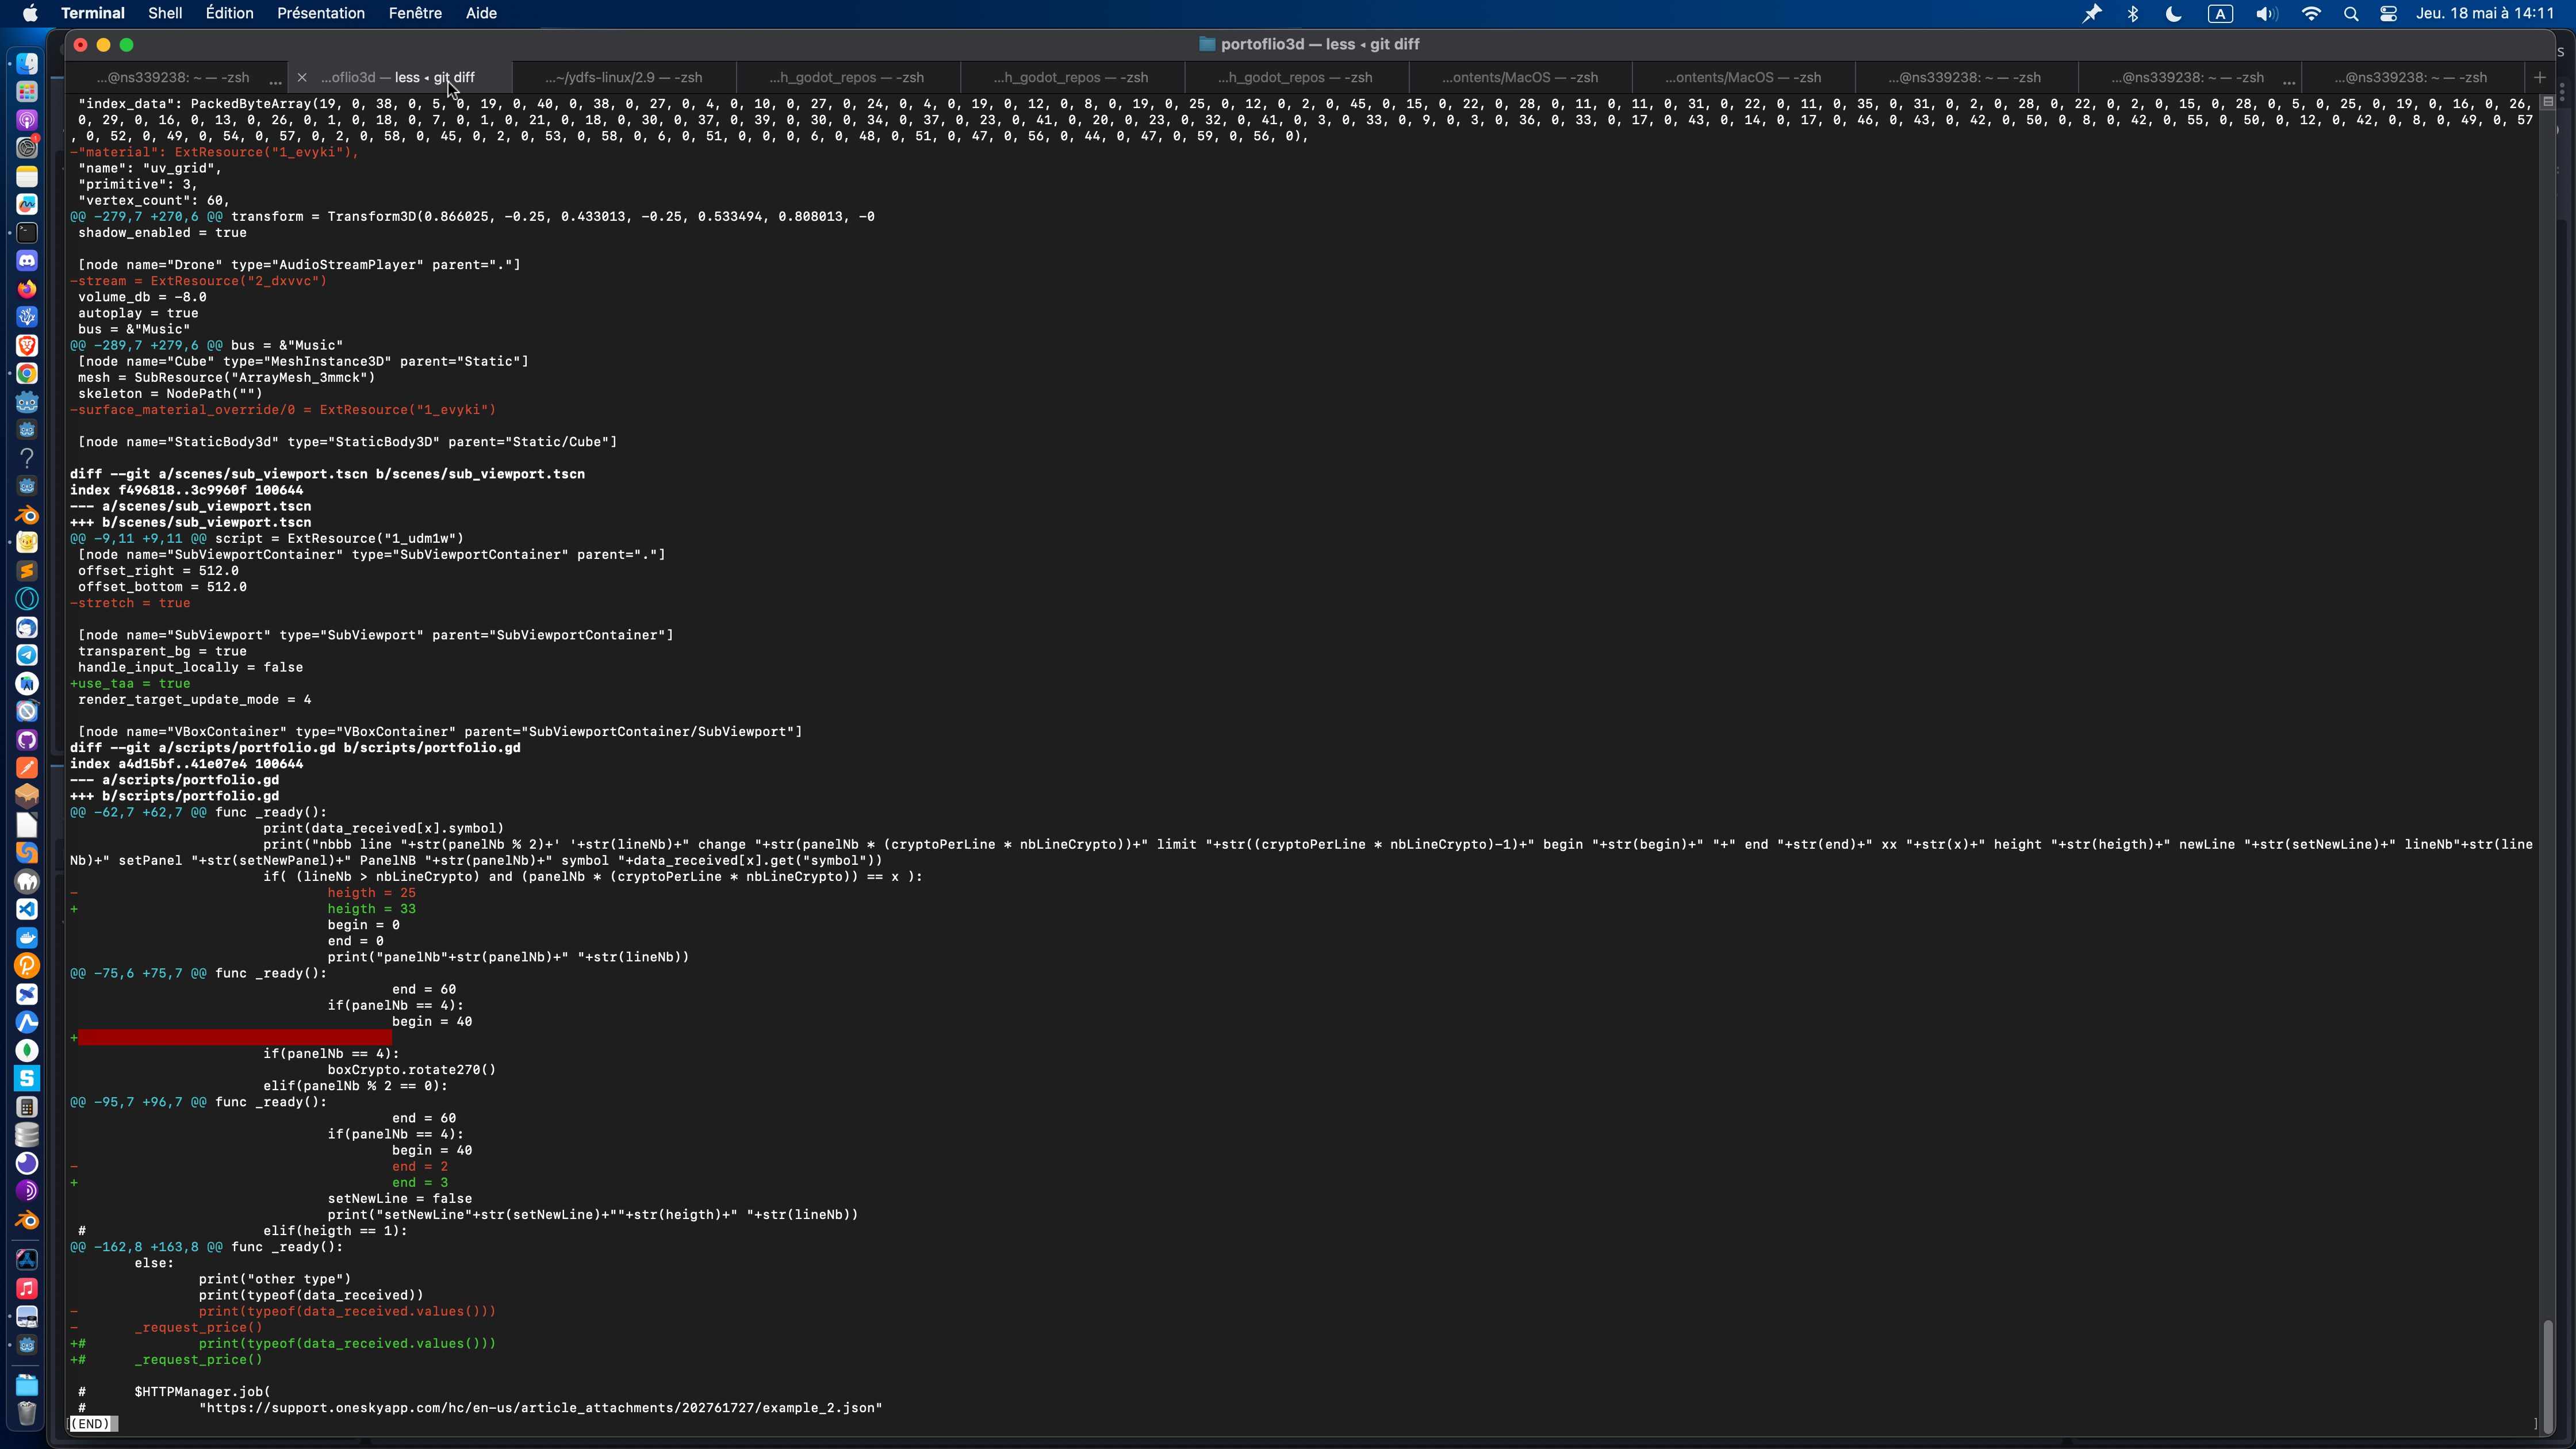 Terminal Shell Édition Présentation Fenêtre Aide
A
Jeu. 18 mai à 14:11
portoflio3d — less ◂ git diff
...@ns339238: ~ — -zsh ... ...oflio3d — less ◂ git diff ...~/ydfs-linux/2.9 — -zsh ...h_godot_repos — -zsh ...h_godot_repos — -zsh ...h_godot_repos — -zsh ...ontents/MacOS — -zsh ...ontents/MacOS — -zsh ...@ns339238: ~ — -zsh ...@ns339238: ~ — -zsh ... ...@ns339238: ~ — -zsh
"index_data": PackedByteArray(19, 0, 38, 0, 5, 0, 19, 0, 40, 0, 38, 0, 27, 0, 4, 0, 10, 0, 27, 0, 24, 0, 4, 0, 19, 0, 12, 0, 8, 0, 19, 0, 25, 0, 12, 0, 2, 0, 45, 0, 15, 0, 22, 0, 28, 0, 11, 0, 11, 0, 31, 0, 22, 0, 11, 0, 35, 0, 31, 0, 2, 0, 28, 0, 22, 0, 2, 0, 15, 0, 28, 0, 5, 0, 25, 0, 19, 0, 16, 0, 26,
0, 29, 0, 16, 0, 13, 0, 26, 0, 1, 0, 18, 0, 7, 0, 1, 0, 21, 0, 18, 0, 30, 0, 37, 0, 39, 0, 30, 0, 34, 0, 37, 0, 23, 0, 41, 0, 20, 0, 23, 0, 32, 0, 41, 0, 3, 0, 33, 0, 9, 0, 3, 0, 36, 0, 33, 0, 17, 0, 43, 0, 14, 0, 17, 0, 46, 0, 43, 0, 42, 0, 50, 0, 8, 0, 42, 0, 55, 0, 50, 0, 12, 0, 42, 0, 8, 0, 49, 0, 57
, 0, 52, 0, 49, 0, 54, 0, 57, 0, 2, 0, 58, 0, 45, 0, 2, 0, 53, 0, 58, 0, 6, 0, 51, 0, 0, 0, 6, 0, 48, 0, 51, 0, 47, 0, 56, 0, 44, 0, 47, 0, 59, 0, 56, 0),
-"material": ExtResource("1_evyki"),
"name": "uv_grid",
"primitive": 3,
"vertex_count": 60,
@@ -279,7 +270,6 @@ transform = Transform3D(0.866025, -0.25, 0.433013, -0.25, 0.533494, 0.808013, -0
shadow_enabled = true
[node name="Drone" type="AudioStreamPlayer" parent="."]
-stream = ExtResource("2_dxvvc")
volume_db = -8.0
autoplay = true
bus = &"Music"
@@ -289,7 +279,6 @@ bus = &"Music"
[node name="Cube" type="MeshInstance3D" parent="Static"]
mesh = SubResource("ArrayMesh_3mmck")
skeleton = NodePath("")
-surface_material_override/0 = ExtResource("1_evyki")
[node name="StaticBody3d" type="StaticBody3D" parent="Static/Cube"]
diff --git a/scenes/sub_viewport.tscn b/scenes/sub_viewport.tscn
index f496818..3c9960f 100644
--- a/scenes/sub_viewport.tscn
+++ b/scenes/sub_viewport.tscn
@@ -9,11 +9,11 @@ script = ExtResource("1_udm1w")
[node name="SubViewportContainer" type="SubViewportContainer" parent="."]
offset_right = 512.0
offset_bottom = 512.0
-stretch = true
[node name="SubViewport" type="SubViewport" parent="SubViewportContainer"]
transparent_bg = true
handle_input_locally = false
+use_taa = true
render_target_update_mode = 4
[node name="VBoxContainer" type="VBoxContainer" parent="SubViewportContainer/SubViewport"]
diff --git a/scripts/portfolio.gd b/scripts/portfolio.gd
index a4d15bf..41e07e4 100644
--- a/scripts/portfolio.gd
+++ b/scripts/portfolio.gd
@@ -62,7 +62,7 @@ func _ready():
print(data_received[x].symbol)
print("nbbb line "+str(panelNb % 2)+' '+str(lineNb)+" change "+str(panelNb * (cryptoPerLine * nbLineCrypto))+" limit "+str((cryptoPerLine * nbLineCrypto)-1)+" begin "+str(begin)+" "+" end "+str(end)+" xx "+str(x)+" height "+str(heigth)+" newLine "+str(setNewLine)+" lineNb"+str(line
Nb)+" setPanel "+str(setNewPanel)+" PanelNB "+str(panelNb)+" symbol "+data_received[x].get("symbol"))
if( (lineNb > nbLineCrypto) and (panelNb * (cryptoPerLine * nbLineCrypto)) == x ):
- heigth = 25
+ heigth = 33
begin = 0
end = 0
print("panelNb"+str(panelNb)+" "+str(lineNb))
@@ -75,6 +75,7 @@ func _ready():
end = 60
if(panelNb == 4):
begin = 40
+
if(panelNb == 4):
boxCrypto.rotate270()
elif(panelNb % 2 == 0):
@@ -95,7 +96,7 @@ func _ready():
end = 60
if(panelNb == 4):
begin = 40
- end = 2
+ end = 3
setNewLine = false
print("setNewLine"+str(setNewLine)+""+str(heigth)+" "+str(lineNb))
# elif(heigth == 1):
@@ -162,8 +163,8 @@ func _ready():
else:
print("other type")
print(typeof(data_received))
- print(typeof(data_received.values()))
- _request_price()
+# print(typeof(data_received.values()))
+# _request_price()
# $HTTPManager.job(
# "https://support.oneskyapp.com/hc/en-us/article_attachments/202761727/example_2.json"
(END)